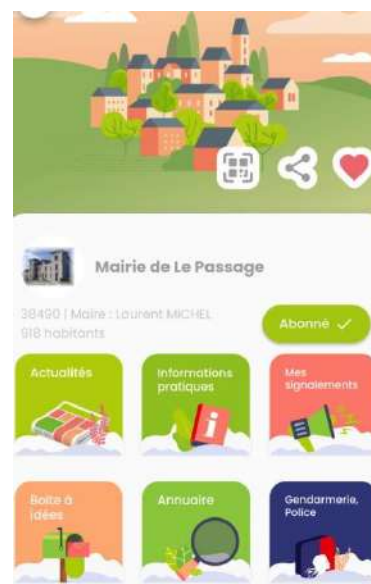 Mairie de Le Passage
38490 | Maire : Laurent MICHEL
918 habitants
Abonné
Actualités
Informations
pratiques
Mes
signalements
Boite à
idées
Annuaire
Gendarmerie,
Police